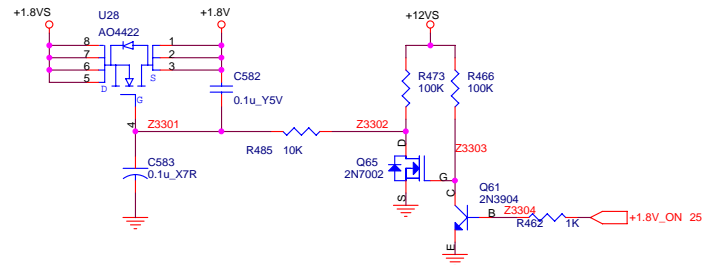 +1.8VS
U28
AO4422
+1.8V
+12VS
8
7
6
5
D
1
2
3
S
G
4
C582
0.1u_Y5V
R473
100K
R466
100K
Z3301
R485
10K
Z3302
Z3303
C583
0.1u_X7R
Q65
2N7002
D
G
S
Q61
2N3904
C
B
E
Z3304
R462
1K
+1.8V_ON 25